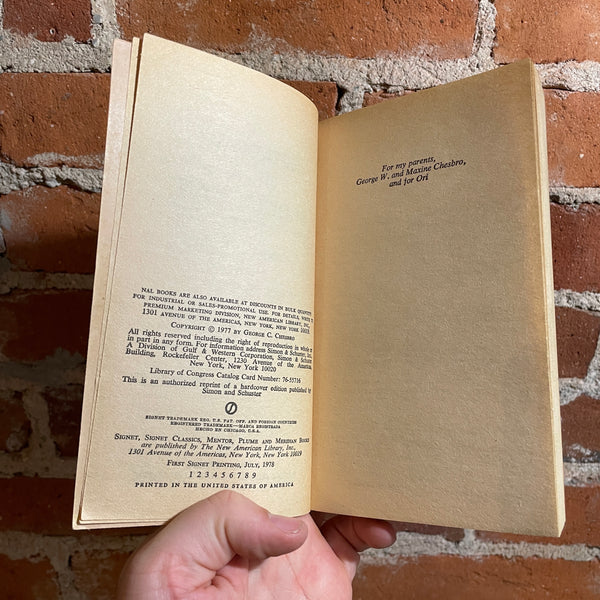 NAL BOOKS ARE ALSO AVAILABLE AT DISCOUNTS IN BULK QUANTIT
FOR INDUSTRIAL OR SALES-PROMOTIONAL USE. FOR DETAILS, WRITE T
PREMIUM MARKETING DIVISION, NEW AMERICAN LIBRARY, INC.,
1301 AVENUE OF THE AMERICAS, NEW YORK, NEW YORK 10019.
COPYRIGHT © 1977 BY GEORGE C. CHESBRO
All rights reserved including the right of reproduction in whole or
in part in any form. For information address Simon & Schuster,
A Division of Gulf & Western Corporation, Simon & Schuster
Building, Rockefeller Center, 1230 Avenue of the Americas,
New York, New York 10020
Library of Congress Catalog Card Number: 76-55716
This is an authorized reprint of a hardcover edition published by
Simon and Schuster
SIGNET TRADEMARK REG. U.S. PAT. OFF. AND FOREIGN COUNTRIES
REGISTERED TRADEMARK—MARCA REGISTRADA
HECHO EN CHICAGO, U.S.A.
SIGNET, SIGNET CLASSICS, MENTOR, PLUME AND MERIDIAN BOOKS
are published by The New American Library, Inc.,
1301 Avenue of the Americas, New York, New York 10019
FIRST SIGNET PRINTING, JULY, 1978
1 2 3 4 5 6 7 8 9
PRINTED IN THE UNITED STATES OF AMERICA
For my parents,
George W. and Maxine Chesbro,
and for Ori